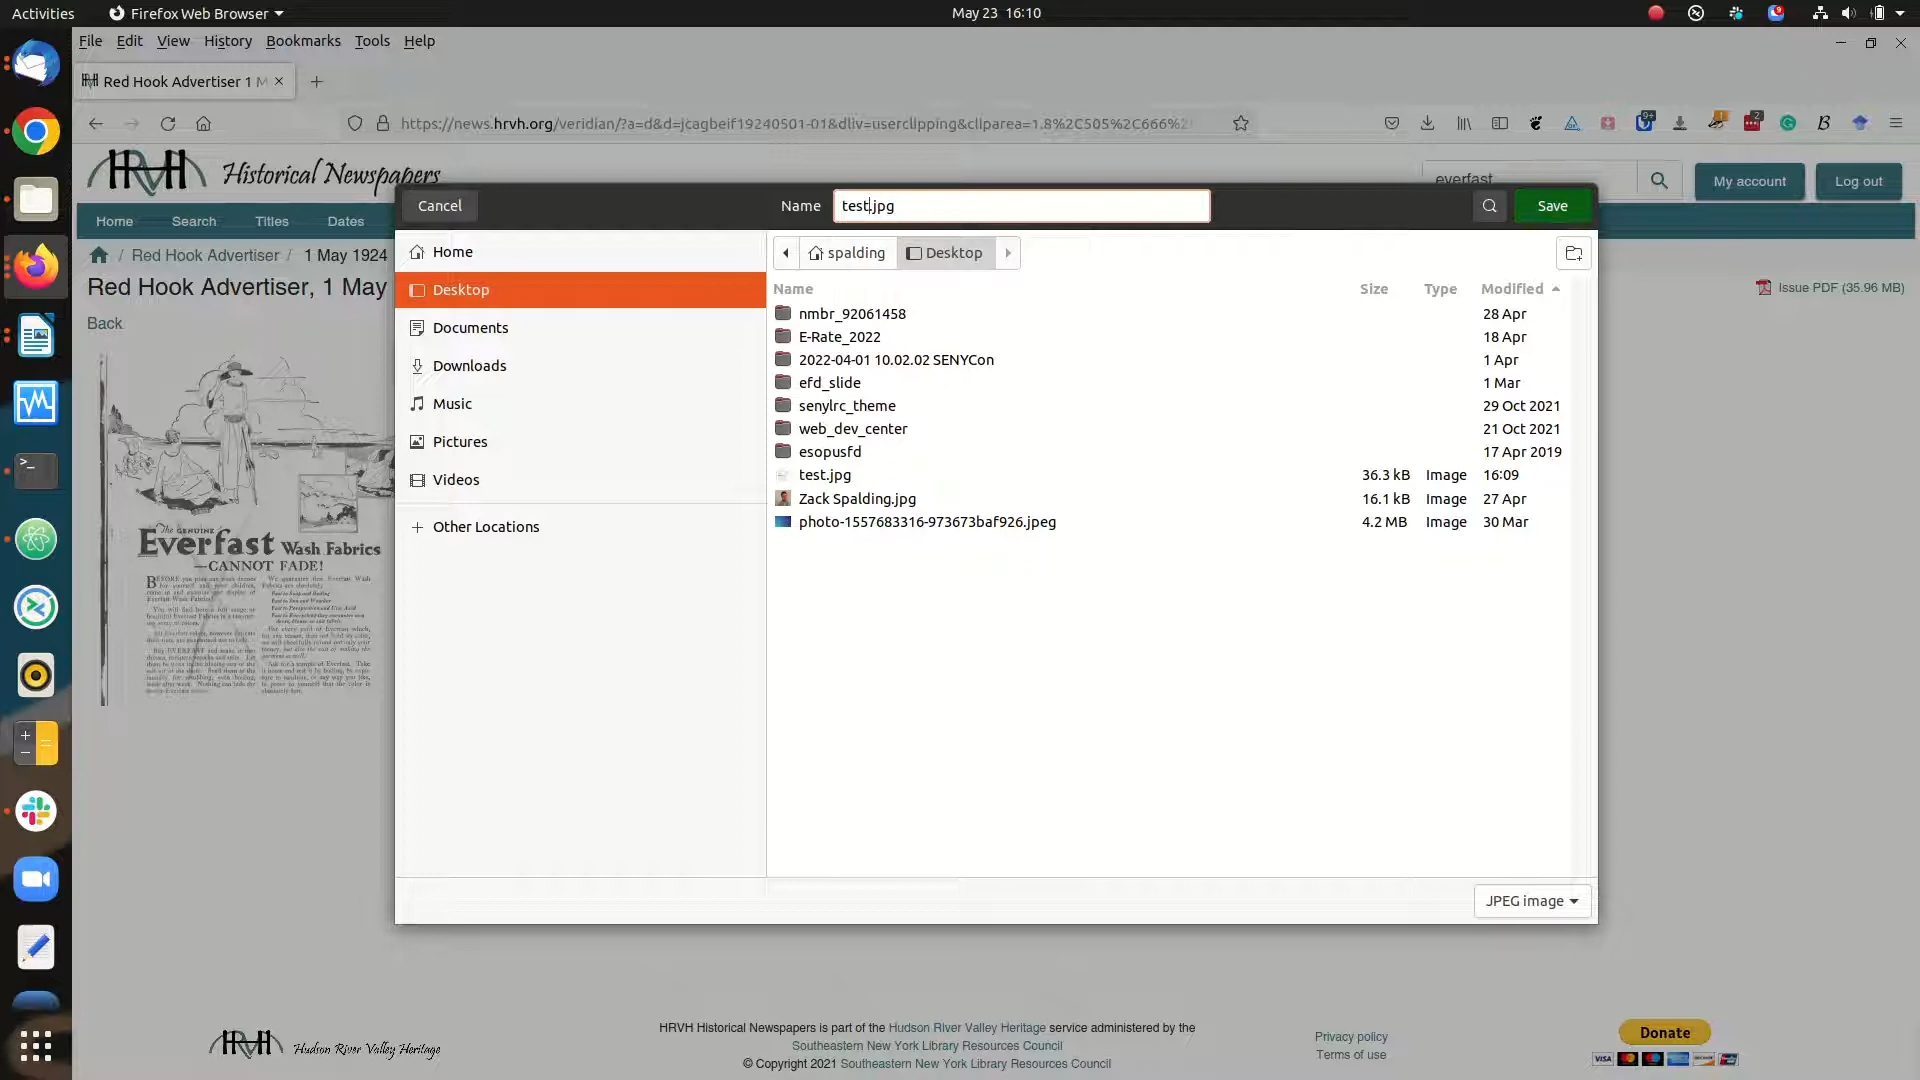 Activities
Firefox Web Browser
May 23 16:10
File Edit View History Bookmarks Tools Help
Red Hook Advertiser 1 M
https://news.hrvh.org/veridian/?a=d&d=jcagbeif19240501-01&dliv=userclipping&cliparea=1.8%2C505%2C666%2
9+
2
HRVH Historical Newspapers
everfast
My account
Log out
Cancel
Name
test.jpg
Save
Home Search Titles Dates
/ Red Hook Advertiser / 1 May 1924
Red Hook Advertiser, 1 May
Issue PDF (35.96 MB)
Back
Home
Desktop
Documents
Downloads
Music
Pictures
Videos
Other Locations
spalding
Desktop
Name Size Type Modified
nmbr_92061458 28 Apr
E-Rate_2022 18 Apr
2022-04-01 10.02.02 SENYCon 1 Apr
efd_slide 1 Mar
senylrc_theme 29 Oct 2021
web_dev_center 21 Oct 2021
esopusfd 17 Apr 2019
test.jpg 36.3 kB Image 16:09
Zack Spalding.jpg 16.1 kB Image 27 Apr
photo-1557683316-973673baf926.jpeg 4.2 MB Image 30 Mar
JPEG image
The GENUINE
Everfast Wash Fabrics
—CANNOT FADE!
HRVH Hudson River Valley Heritage
HRVH Historical Newspapers is part of the Hudson River Valley Heritage service administered by the
Southeastern New York Library Resources Council
© Copyright 2021 Southeastern New York Library Resources Council
Privacy policy
Terms of use
Donate
VISA